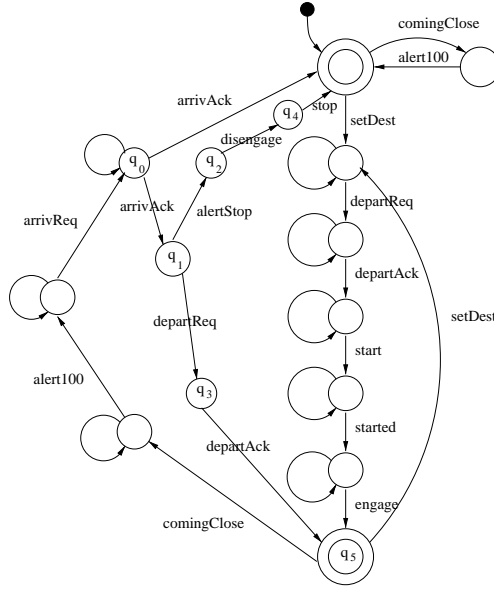 comingClose
alert100
stop
q4
arrivAck
setDest
disengage
q0
q2
departReq
arrivAck
alertStop
arrivReq
q1
departAck
departReq
setDest
start
alert100
q3
started
departAck
engage
comingClose
q5